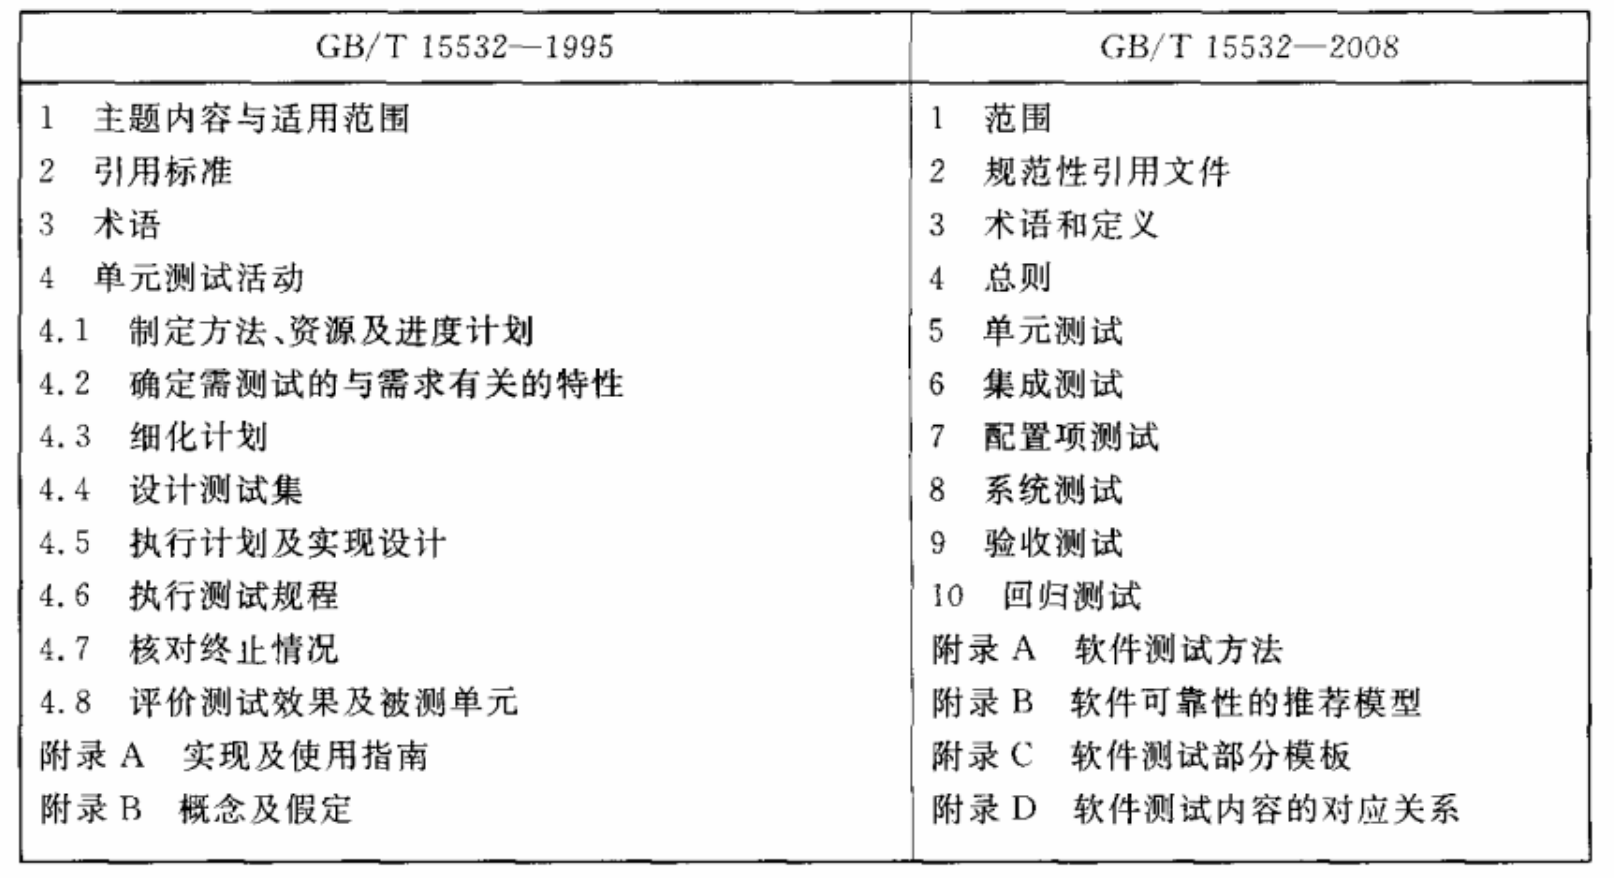 GB/T 15532—1995
GB/T 15532—2008
1 主题内容与适用范围
2 引用标准
3 术语
4 单元测试活动
4.1 制定方法、资源及进度计划
4.2 确定需测试的与需求有关的特性
4.3 细化计划
4.4 设计测试集
4.5 执行计划及实现设计
4.6 执行测试规程
4.7 核对终止情况
4.8 评价测试效果及被测单元
附录 A 实现及使用指南
附录 B 概念及假定
1 范围
2 规范性引用文件
3 术语和定义
4 总则
5 单元测试
6 集成测试
7 配置项测试
8 系统测试
9 验收测试
10 回归测试
附录 A 软件测试方法
附录 B 软件可靠性的推荐模型
附录 C 软件测试部分模板
附录 D 软件测试内容的对应关系